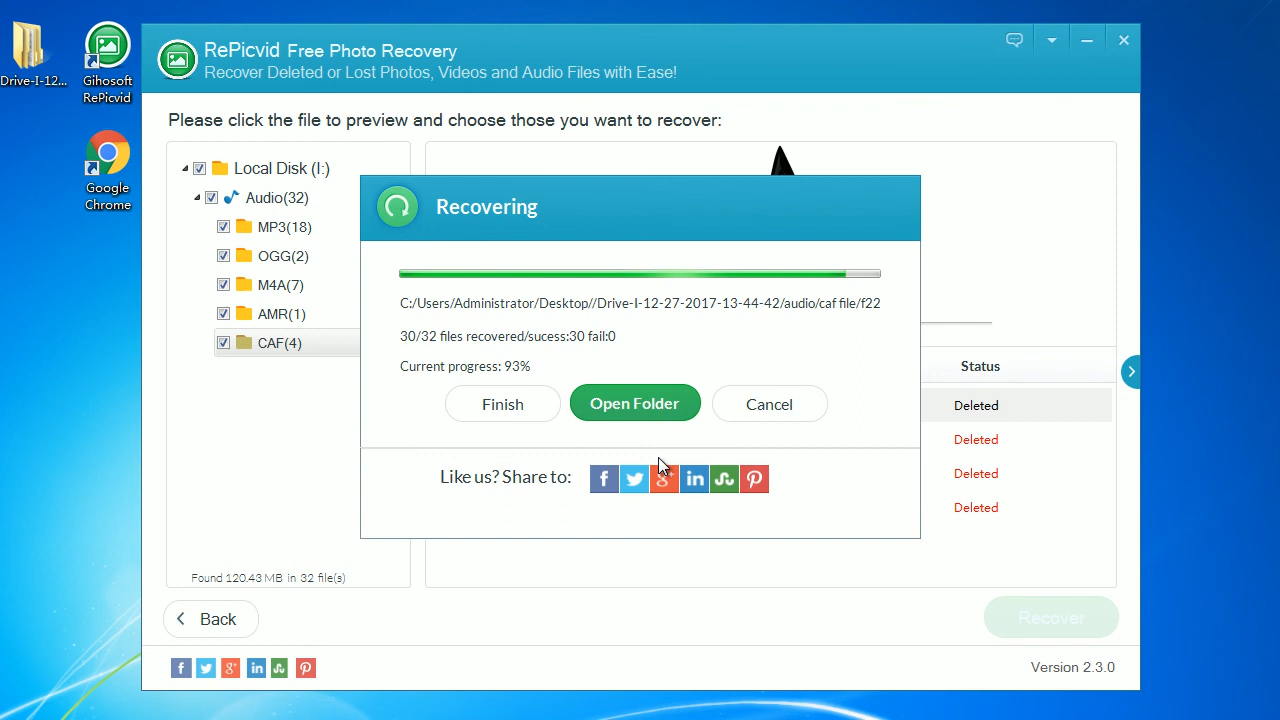 Drive-I-12...
Gihosoft
RePicvid
Google
Chrome
RePicvid Free Photo Recovery
Recover Deleted or Lost Photos, Videos and Audio Files with Ease!
Please click the file to preview and choose those you want to recover:
Local Disk (I:)
Audio(32)
MP3(18)
OGG(2)
M4A(7)
AMR(1)
CAF(4)
Found 120.43 MB in 32 file(s)
Recovering
C:/Users/Administrator/Desktop//Drive-I-12-27-2017-13-44-42/audio/caf file/f22
30/32 files recovered/sucess:30 fail:0
Current progress: 93%
Finish
Open Folder
Cancel
Like us? Share to:
f
g+
in
Status
Deleted
Deleted
Deleted
Deleted
Back
Recover
f
g+
in
Version 2.3.0